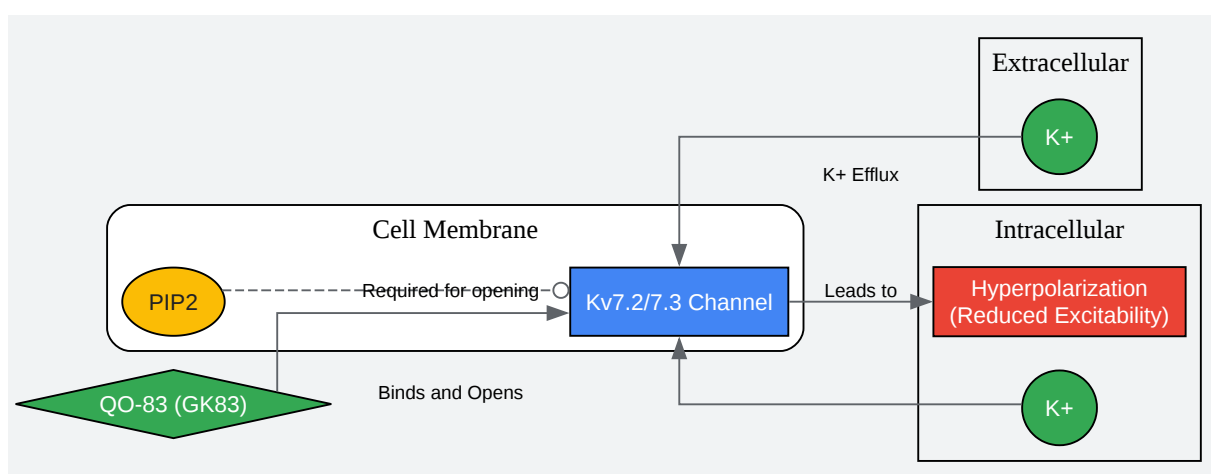 Extracellular
K+
K+ Efflux
Cell Membrane
Intracellular
PIP2
Required for opening
Kv7.2/7.3 Channel
Leads to
Hyperpolarization
(Reduced Excitability)
QO-83 (GK83)
Binds and Opens
K+